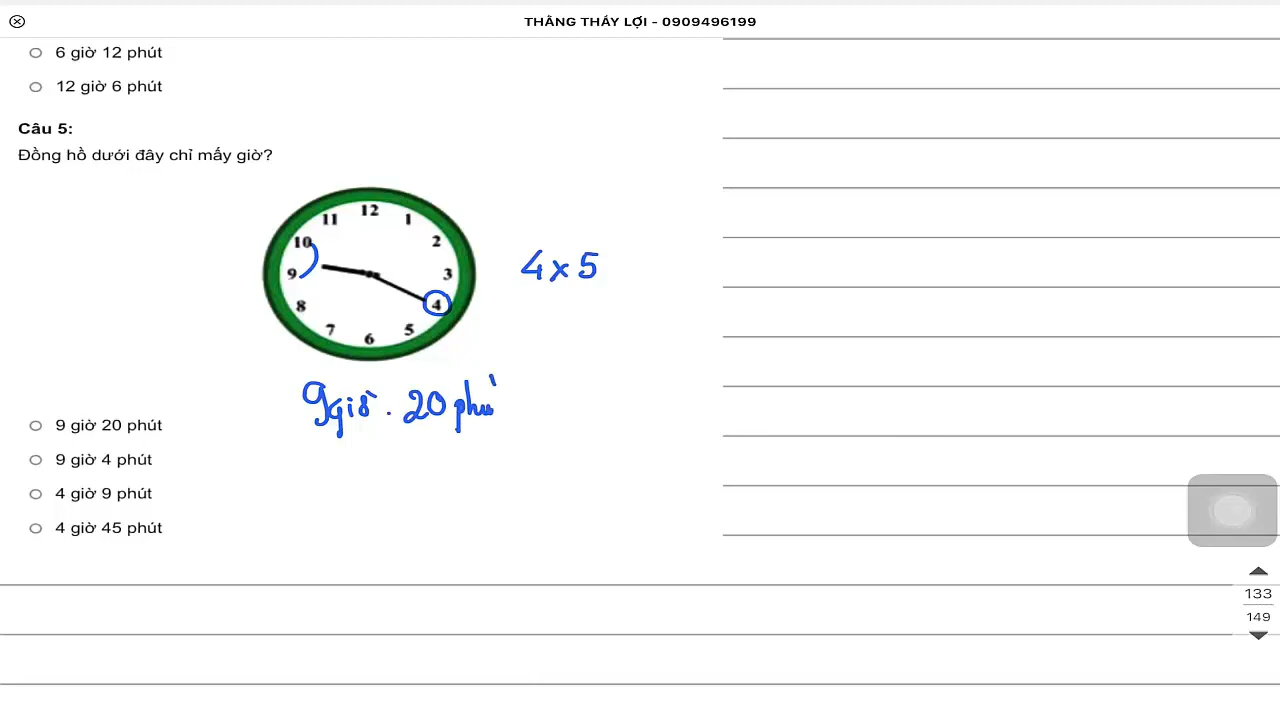 THẦNG THẦY LỢI - 0909496199
6 giờ 12 phút
12 giờ 6 phút
Câu 5:
Đồng hồ dưới đây chỉ mấy giờ?
12
11 1
10 2
9 3
8 4
7 5
6
4 x 5
9 giờ . 20 phú
9 giờ 20 phút
9 giờ 4 phút
4 giờ 9 phút
4 giờ 45 phút
133
149